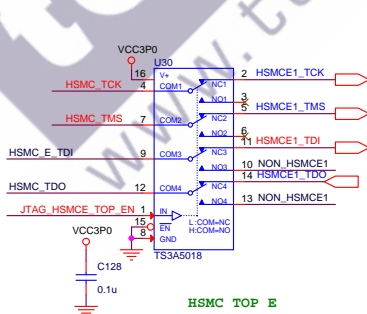 VCC3P0
U30
16 V+
HSMC_TCK 4 COM1 NC1 2 HSMCE1_TCK
NO1 3
HSMC_TMS 7 COM2 NC2 5 HSMCE1_TMS
NO2 6
HSMC_E_TDI 9 COM3 NC3 11 HSMCE1_TDI
NO3 10 NON_HSMCE1
HSMC_TDO 12 COM4 NC4 14 HSMCE1_TDO
NO4 13 NON_HSMCE1
JTAG_HSMCE_TOP_EN 1 IN
L:COM=NC
15 EN H:COM=NO
8 GND
TS3A5018
VCC3P0
C128
0.1u
HSMC TOP E
www.t